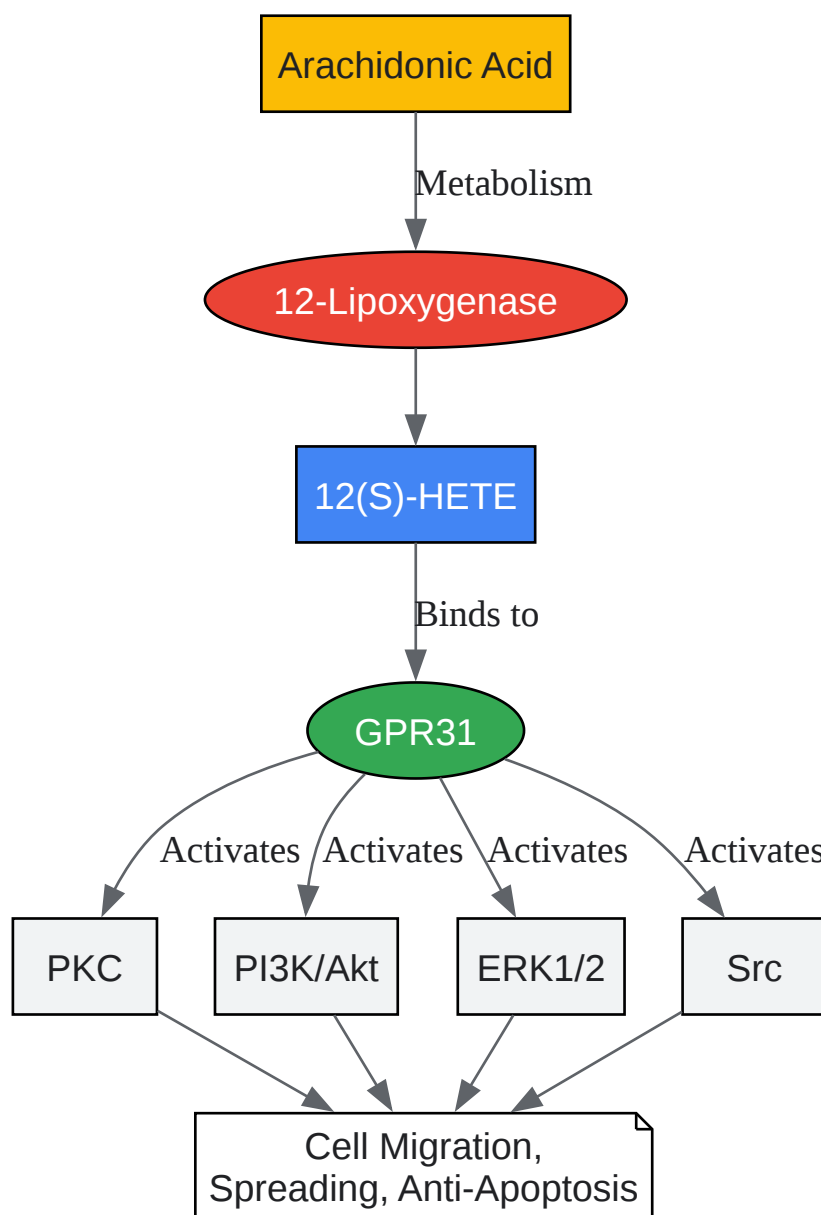 Arachidonic Acid
Metabolism
12-Lipoxygenase
12(S)-HETE
Binds to
GPR31
Activates
Activates
Activates
Activates
PKC
PI3K/Akt
ERK1/2
Src
Cell Migration,
Spreading, Anti-Apoptosis